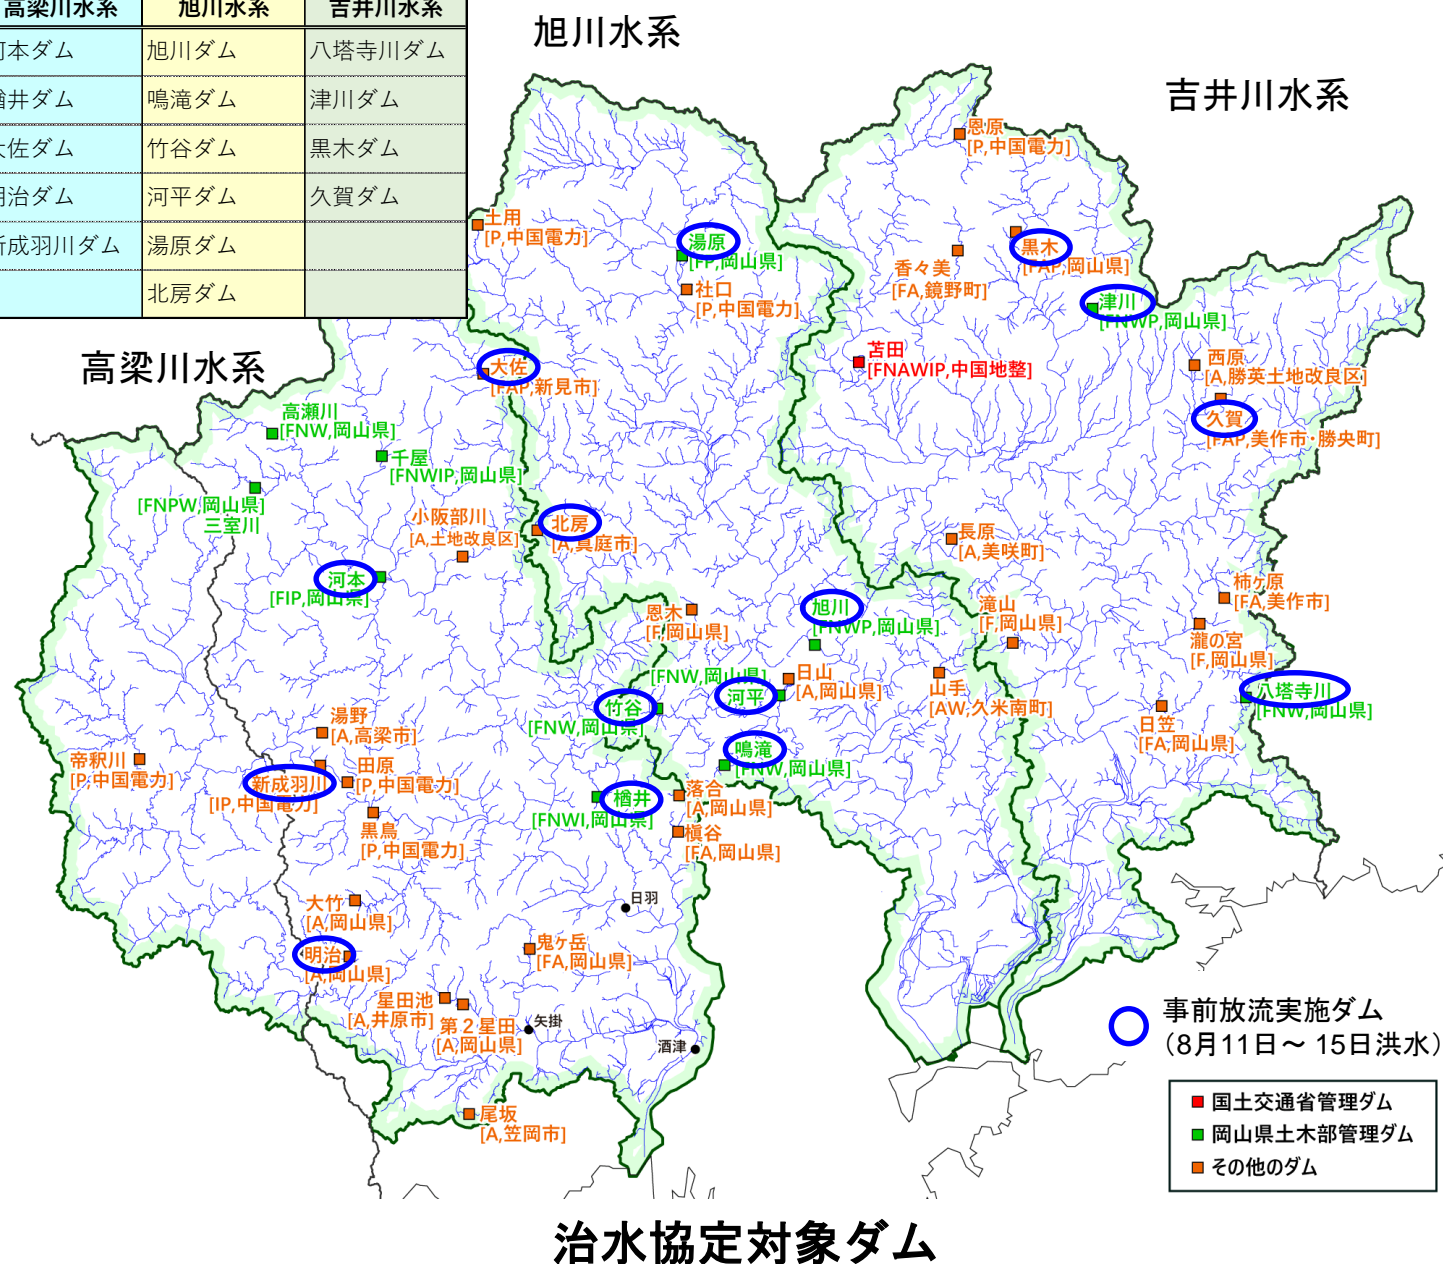 高梁川水系 旭川水系 吉井川水系
本ダム 旭川ダム 八塔寺川ダム
井ダム 鳴滝ダム 津川ダム
佐ダム 竹谷ダム 黒木ダム
治ダム 河平ダム 久賀ダム
新成羽川ダム 湯原ダム
北房ダム
旭川水系
吉井川水系
高梁川水系
恩原
[P,中国電力]
土用
[P,中国電力]
湯原
[FP,岡山県]
社口
[P,中国電力]
黒木
[FAP,岡山県]
香々美
[FA,鏡野町]
津川
[FNWP,岡山県]
苫田
[FNAWIP,中国地整]
西原
[A,勝英土地改良区]
久賀
[FAP,美作市・勝央町]
大佐
[FAP,新見市]
高瀬川
[FNW,岡山県]
千屋
[FNWIP,岡山県]
[FNPW,岡山県]
三室川
小阪部川
[A,土地改良区]
北房
[A,真庭市]
長原
[A,美咲町]
河本
[FIP,岡山県]
恩木
[F,岡山県]
旭川
[FNWP,岡山県]
滝山
[F,岡山県]
柿ヶ原
[FA,美作市]
瀧の宮
[F,岡山県]
[FNW,岡山県]
河平
日山
[A,岡山県]
山手
[AW,久米南町]
八塔寺川
[FNW,岡山県]
竹谷
[FNW,岡山県]
日笠
[FA,岡山県]
湯野
[A,高梁市]
鳴滝
[FNW,岡山県]
帝釈川
[P,中国電力]
田原
[P,中国電力]
新成羽川
[IP,中国電力]
楢井
[FNWI,岡山県]
落合
[A,岡山県]
黒鳥
[P,中国電力]
槇谷
[FA,岡山県]
大竹
[A,岡山県]
日羽
明治
[A,岡山県]
鬼ヶ岳
[FA,岡山県]
星田池
[A,井原市]
第２星田
[A,岡山県]
矢掛
酒津
尾坂
[A,笠岡市]
事前放流実施ダム
（8月11日～ 15日洪水）
国土交通省管理ダム
岡山県土木部管理ダム
その他のダム
治水協定対象ダム